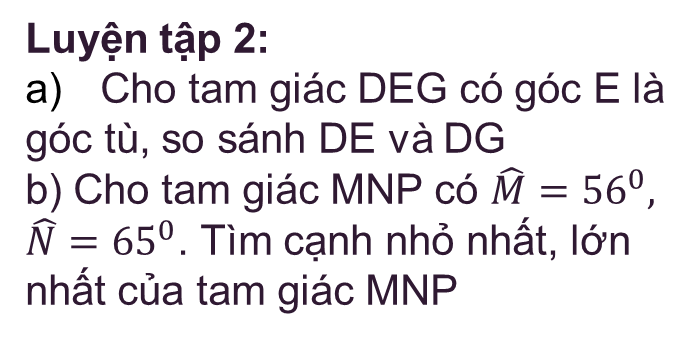 Luyện tập 2:
a) Cho tam giác DEG có góc E là
góc tù, so sánh DE và DG
b) Cho tam giác MNP có M̂ = 56⁰,
N̂ = 65⁰. Tìm cạnh nhỏ nhất, lớn
nhất của tam giác MNP